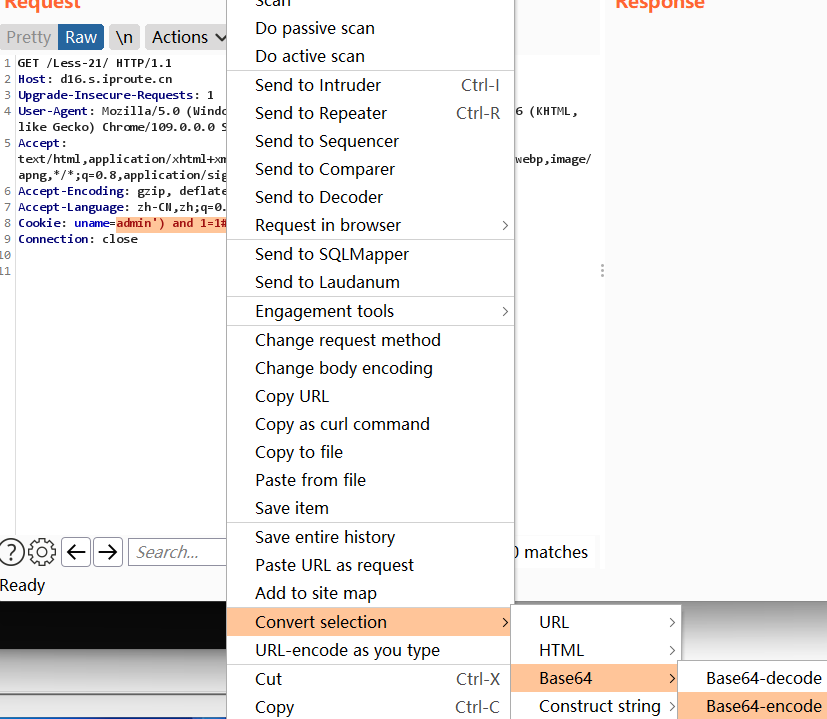 Request
Response
Pretty Raw \n Actions
Scan
Do passive scan
Do active scan
Send to Intruder Ctrl-I
Send to Repeater Ctrl-R
Send to Sequencer
Send to Comparer
Send to Decoder
Request in browser
Send to SQLMapper
Send to Laudanum
Engagement tools
Change request method
Change body encoding
Copy URL
Copy as curl command
Copy to file
Paste from file
Save item
Save entire history
Paste URL as request
Add to site map
Convert selection
URL-encode as you type
Cut Ctrl-X
Copy Ctrl-C
URL
HTML
Base64
Construct string
Base64-decode
Base64-encode
1 GET /Less-21/ HTTP/1.1
2 Host: d16.s.iproute.cn
3 Upgrade-Insecure-Requests: 1
4 User-Agent: Mozilla/5.0 (Windo 6 (KHTML,
like Gecko) Chrome/109.0.0.0 S
5 Accept:
text/html,application/xhtml+xm webp,image/
apng,*/*;q=0.8,application/sig
6 Accept-Encoding: gzip, deflate
7 Accept-Language: zh-CN,zh;q=0.
8 Cookie: uname=admin') and 1=1#
9 Connection: close
10
11
? Search... 0 matches
Ready